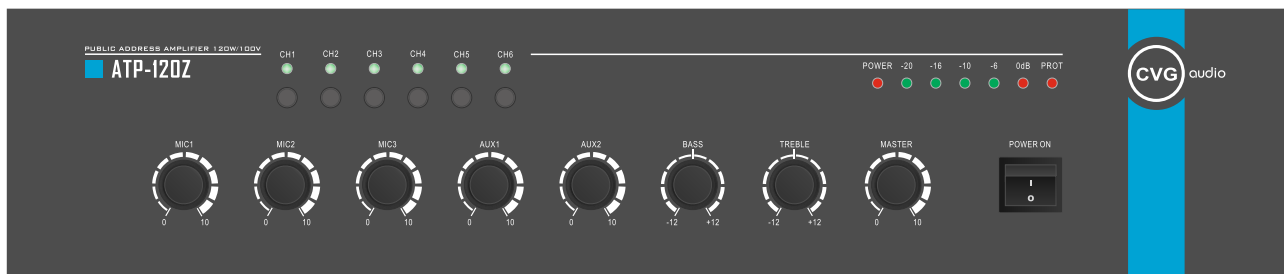 PUBLIC ADDRESS AMPLIFIER 120W/100V
ATP-120Z
CH1 CH2 CH3 CH4 CH5 CH6
POWER -20 -16 -10 -6 0dB PROT
CVG audio
MIC1 MIC2 MIC3 AUX1 AUX2 BASS TREBLE MASTER POWER ON
I
O
0 10 0 10 0 10 0 10 0 10 -12 +12 -12 +12 0 10